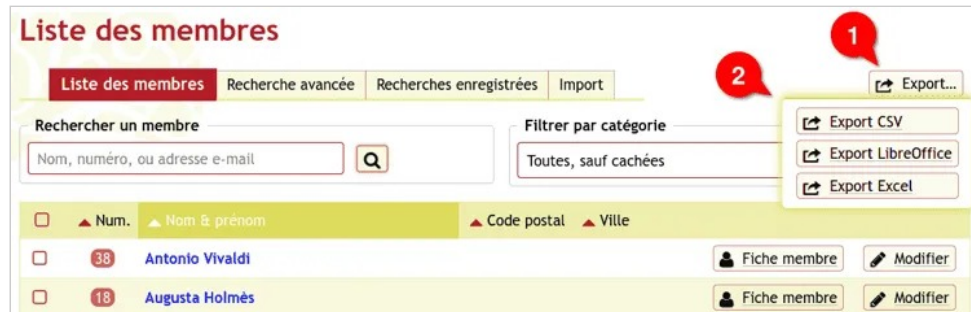 Liste des membres
1
Liste des membres Recherche avancée Recherches enregistrées Import 2 Export...
Rechercher un membre Filtrer par catégorie Export CSV
Nom, numéro, ou adresse e-mail Toutes, sauf cachées Export LibreOffice
Export Excel
Num. Nom & prénom Code postal Ville
38 Antonio Vivaldi Fiche membre Modifier
18 Augusta Holmès Fiche membre Modifier